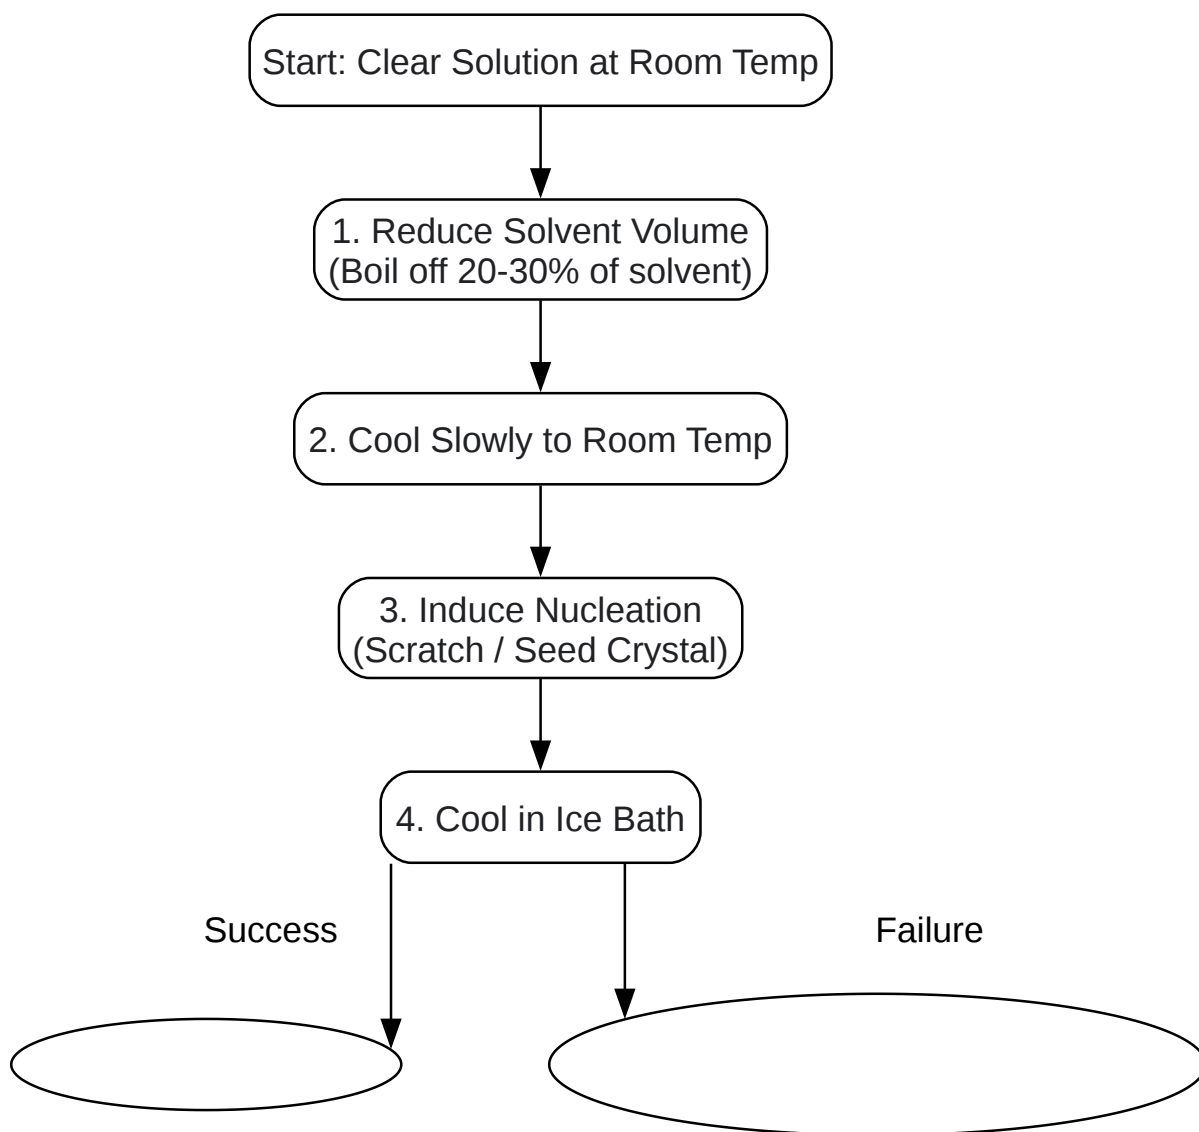 Start: Clear Solution at Room Temp
1. Reduce Solvent Volume
(Boil off 20-30% of solvent)
2. Cool Slowly to Room Temp
3. Induce Nucleation
(Scratch / Seed Crystal)
4. Cool in Ice Bath
Success
Failure